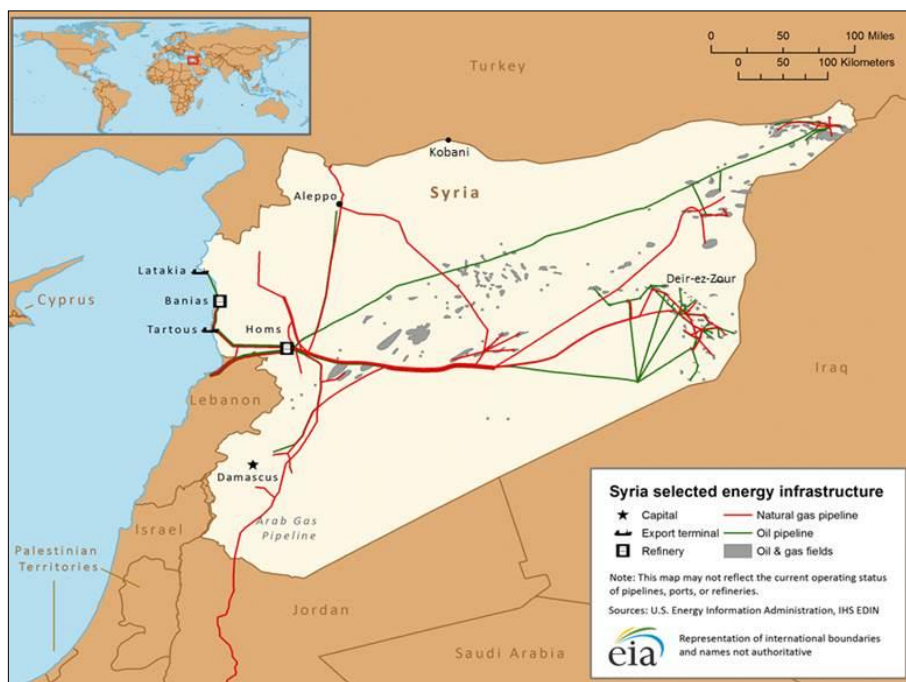 0 50 100 Miles
0 50 100 Kilometers
Turkey
Kobani
Syria
Aleppo
Latakia
Deir-ez-Zour
Banias
Cyprus
Tartous
Homs
Iraq
Lebanon
Damascus
Arab Gas
Pipeline
Israel
Palestinian
Territories
Jordan
Saudi Arabia
Syria selected energy infrastructure
Capital
Natural gas pipeline
Export terminal
Oil pipeline
Refinery
Oil & gas fields
Note: This map may not reflect the current operating status
of pipelines, ports, or refineries.
Sources: U.S. Energy Information Administration, IHS EDIN
eia
Representation of international boundaries
and names not authoritative